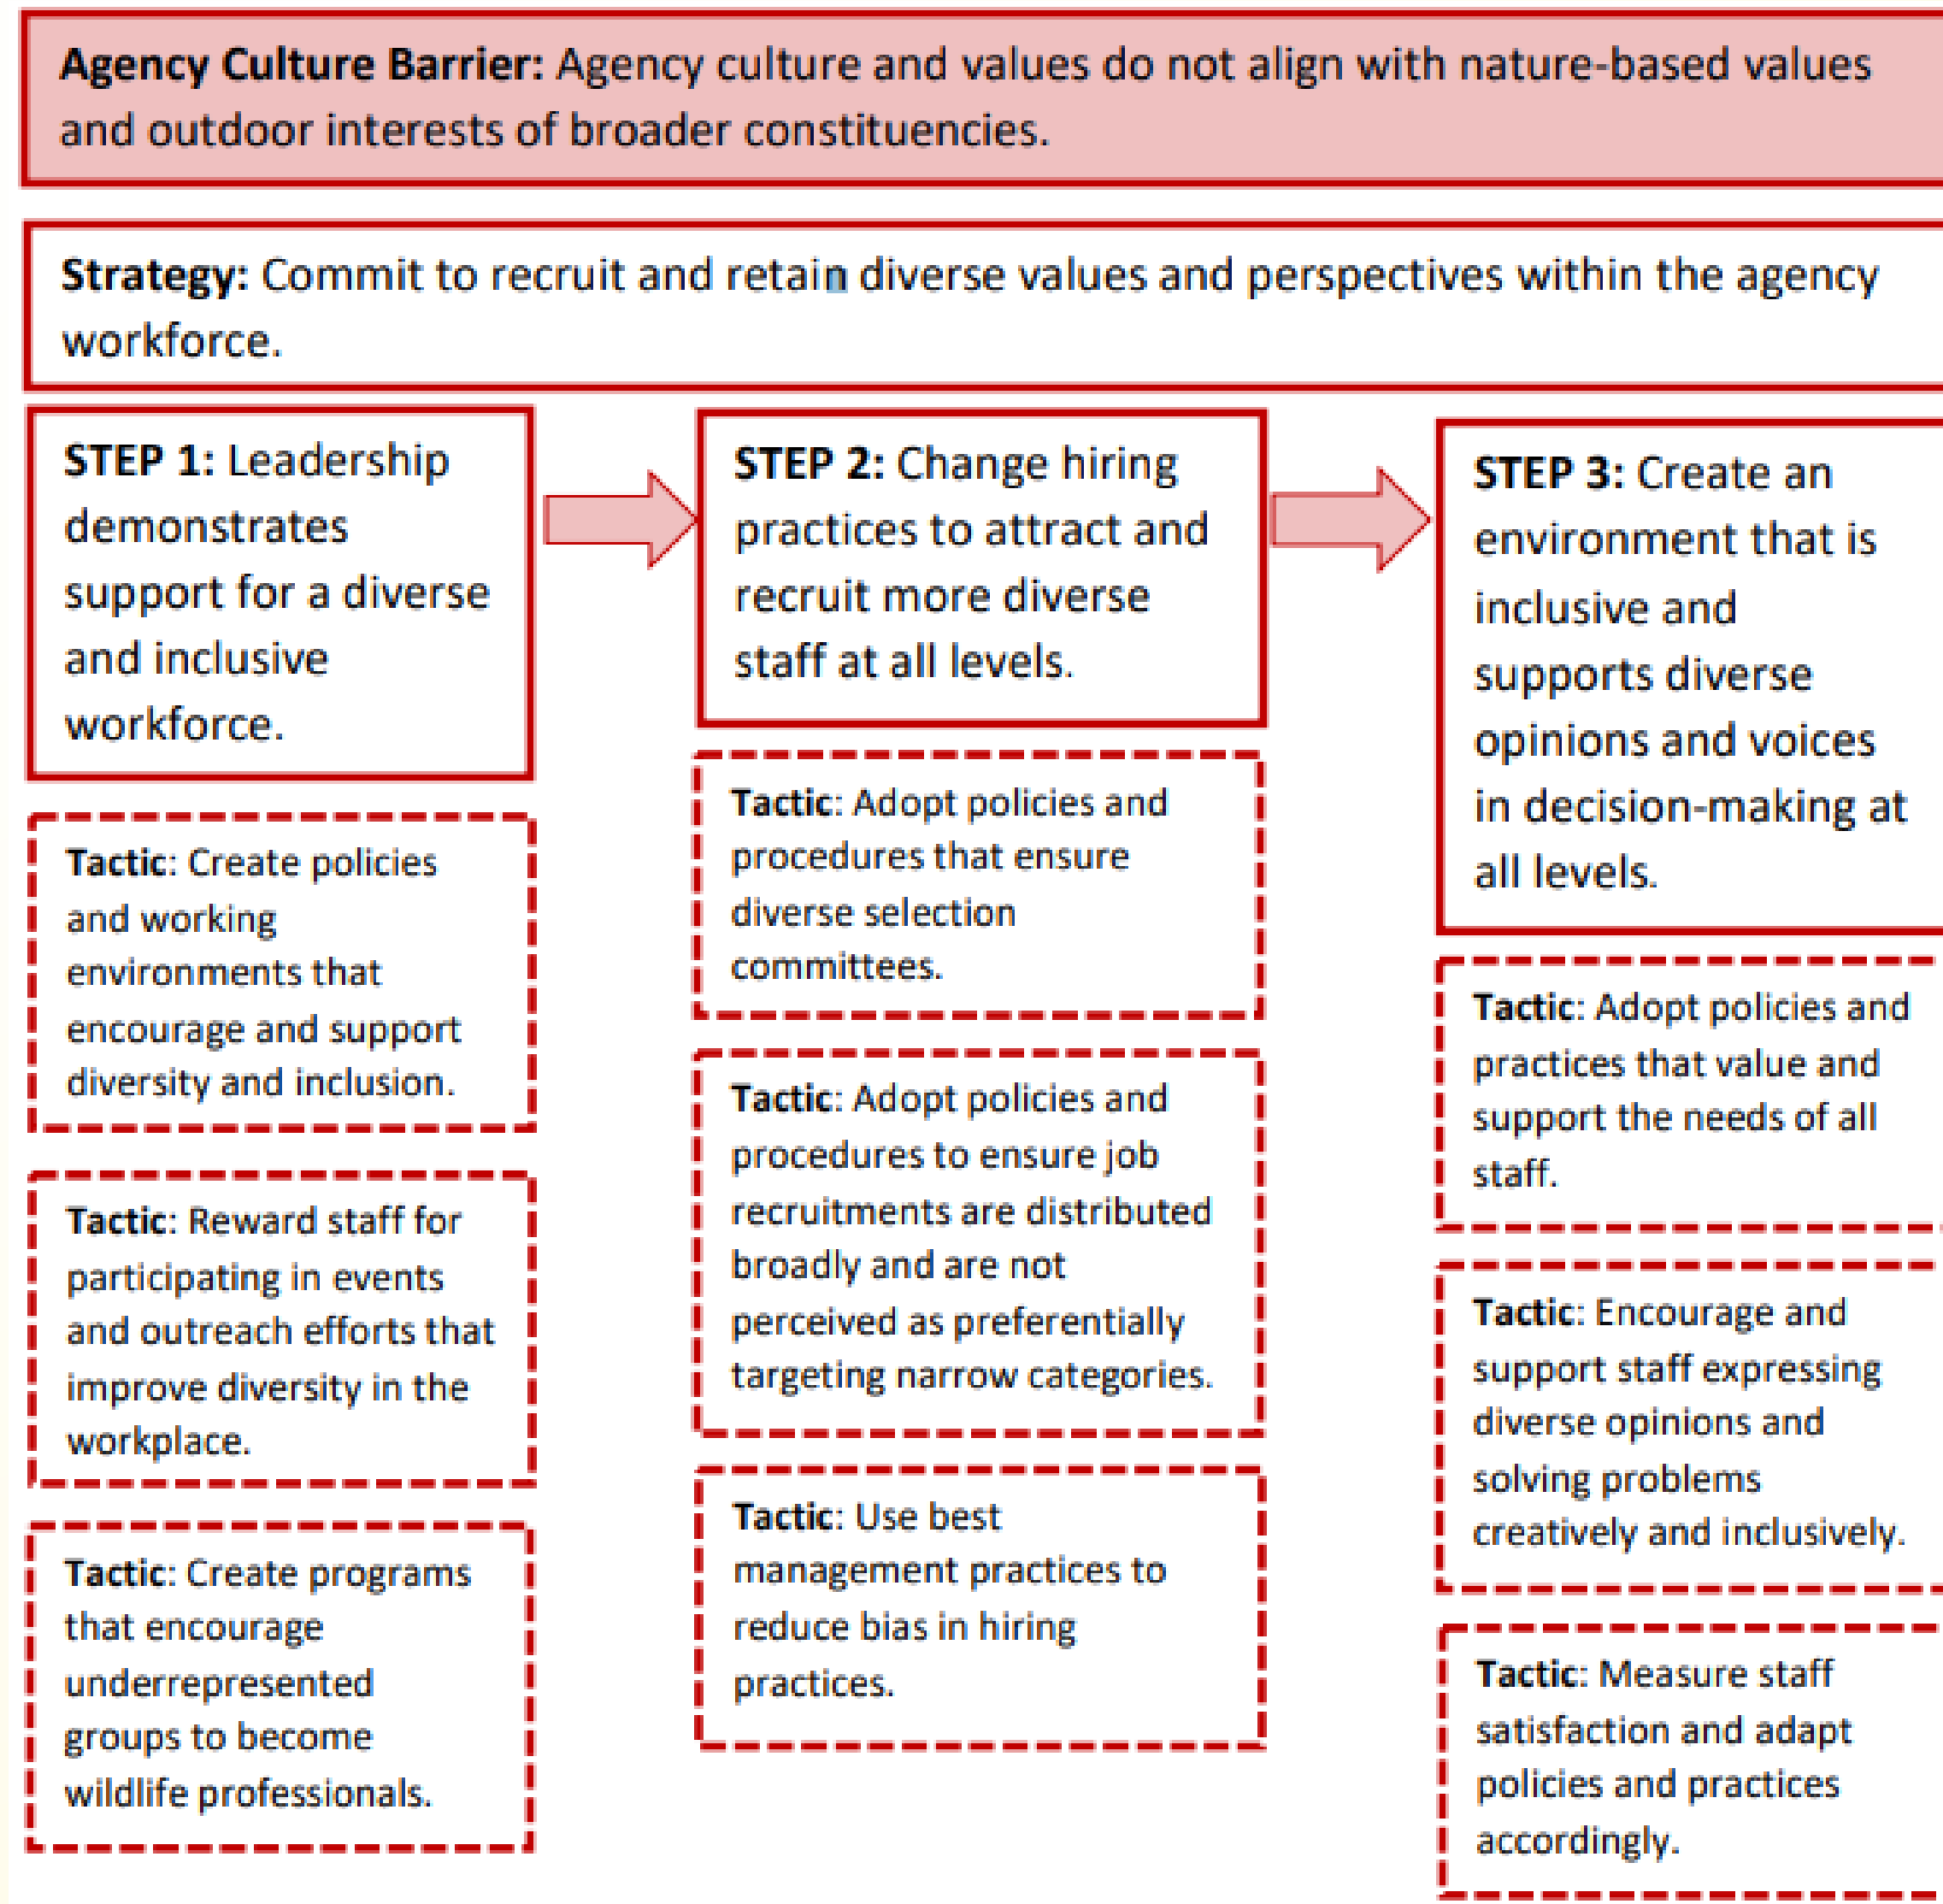 Agency Culture Barrier: Agency culture and values do not align with nature-based values
and outdoor interests of broader constituencies.
Strategy: Commit to recruit and retain diverse values and perspectives within the agency
workforce.
STEP 1: Leadership
demonstrates
support for a diverse
and inclusive
workforce.
Tactic: Create policies
and working
environments that
encourage and support
diversity and inclusion.
Tactic: Reward staff for
participating in events
and outreach efforts that
improve diversity in the
workplace.
Tactic: Create programs
that encourage
underrepresented
groups to become
wildlife professionals.
STEP 2: Change hiring
practices to attract and
recruit more diverse
staff at all levels.
Tactic: Adopt policies and
procedures that ensure
diverse selection
committees.
Tactic: Adopt policies and
procedures to ensure job
recruitments are distributed
broadly and are not
perceived as preferentially
targeting narrow categories.
Tactic: Use best
management practices to
reduce bias in hiring
practices.
STEP 3: Create an
environment that is
inclusive and
supports diverse
opinions and voices
in decision-making at
all levels.
Tactic: Adopt policies and
practices that value and
support the needs of all
staff.
Tactic: Encourage and
support staff expressing
diverse opinions and
solving problems
creatively and inclusively.
Tactic: Measure staff
satisfaction and adapt
policies and practices
accordingly.